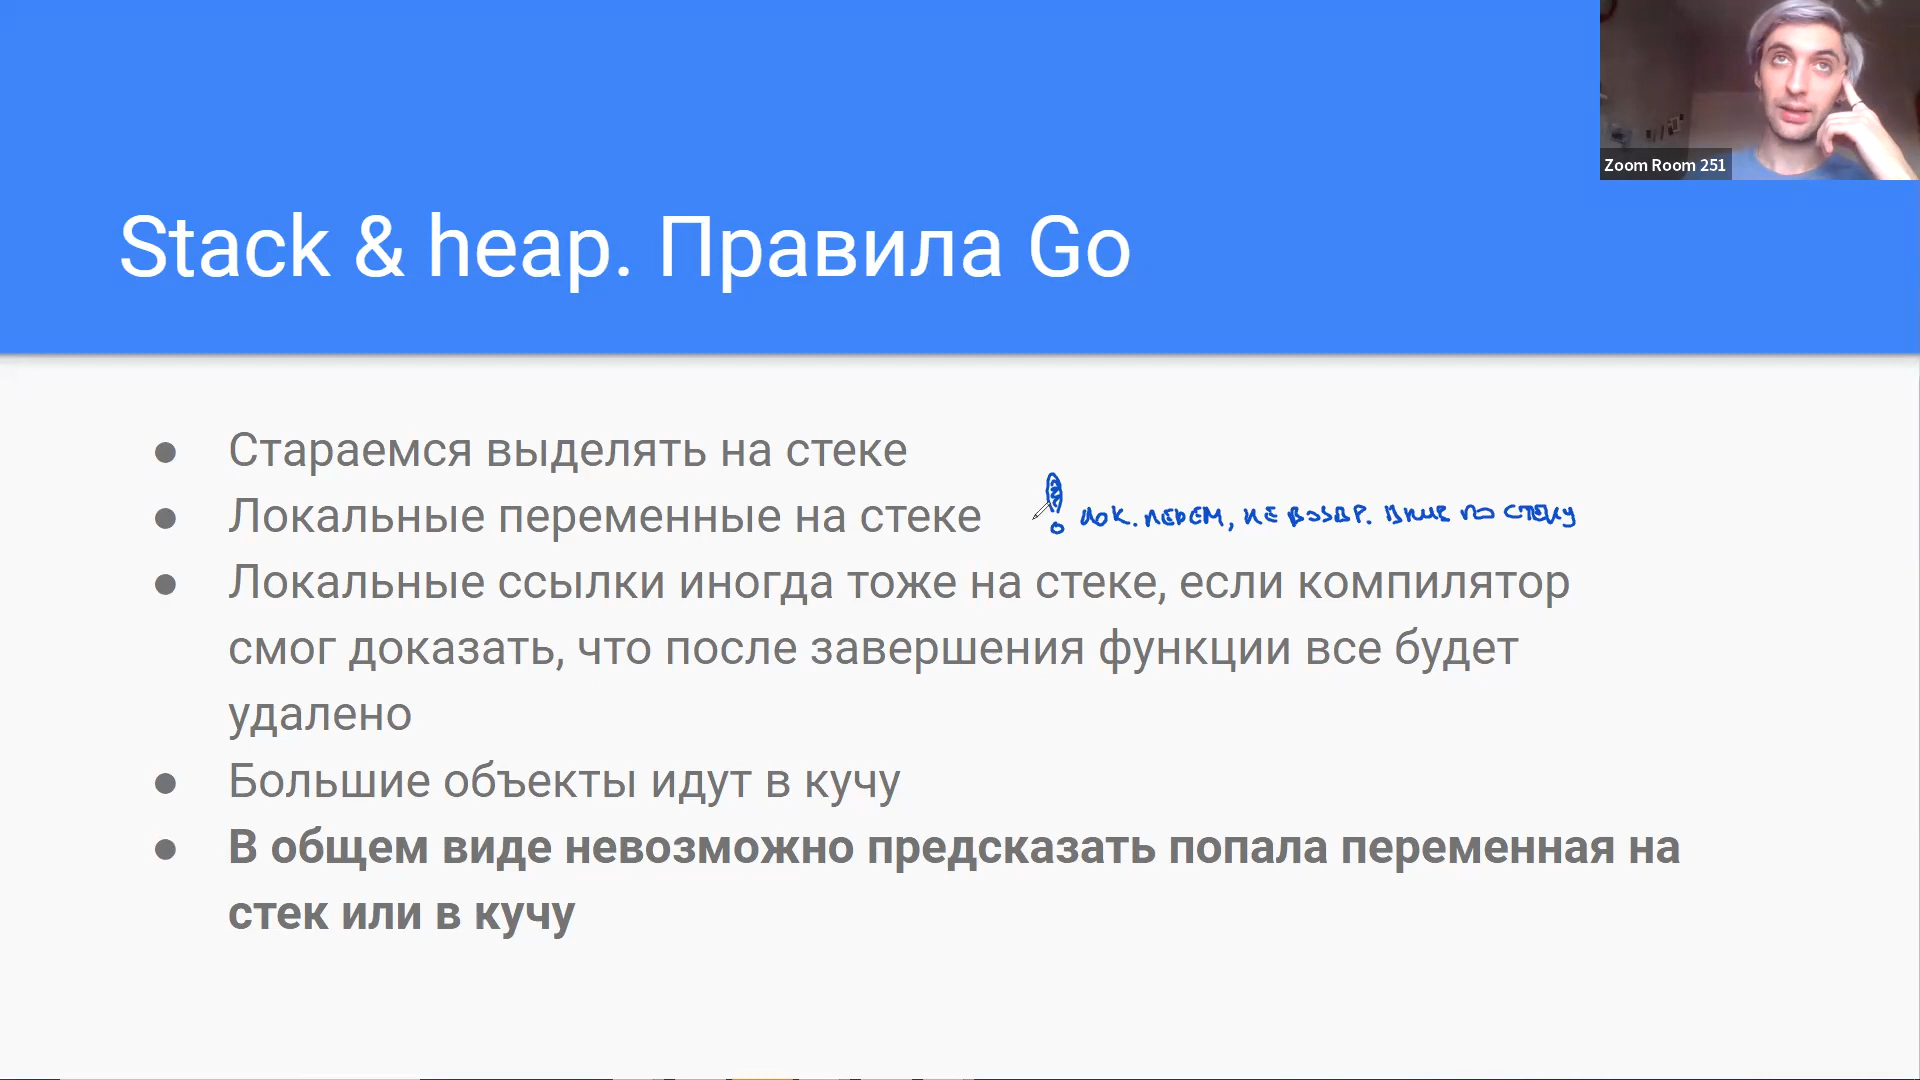 Zoom Room 251
Stack & heap. Правила Go
● Стараемся выделять на стеке
● Локальные переменные на стеке
! лок. перем, не возвр. вниз по стеку
● Локальные ссылки иногда тоже на стеке, если компилятор
смог доказать, что после завершения функции все будет
удалено
● Большие объекты идут в кучу
● В общем виде невозможно предсказать попала переменная на
стек или в кучу